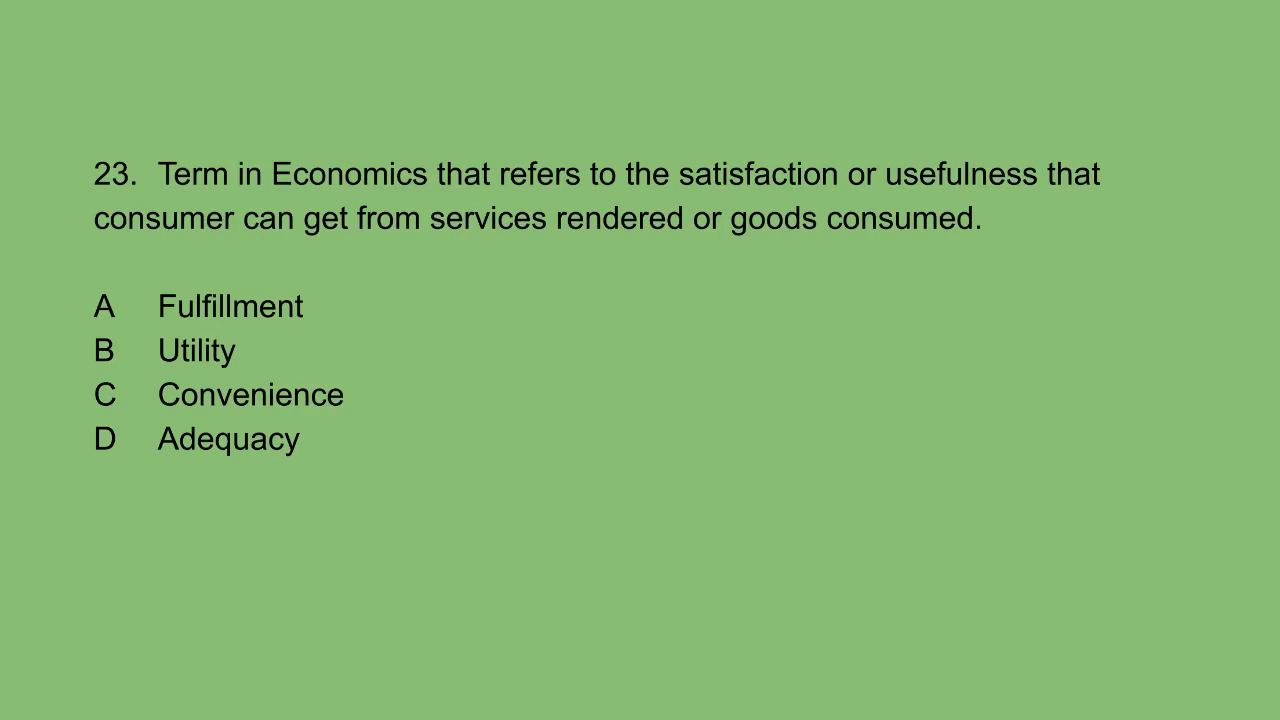 23. Term in Economics that refers to the satisfaction or usefulness that
consumer can get from services rendered or goods consumed.
A Fulfillment
B Utility
C Convenience
D Adequacy